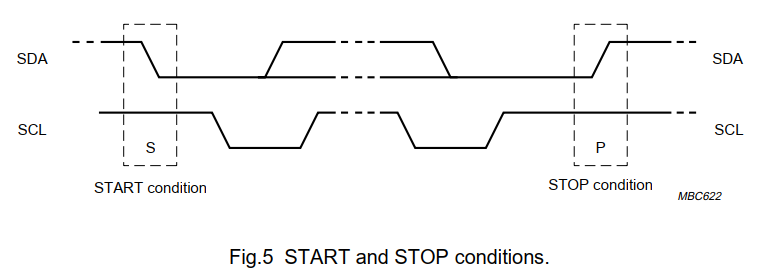 SDA
SDA
SCL
S
P
SCL
START condition
STOP condition
MBC622
Fig.5 START and STOP conditions.